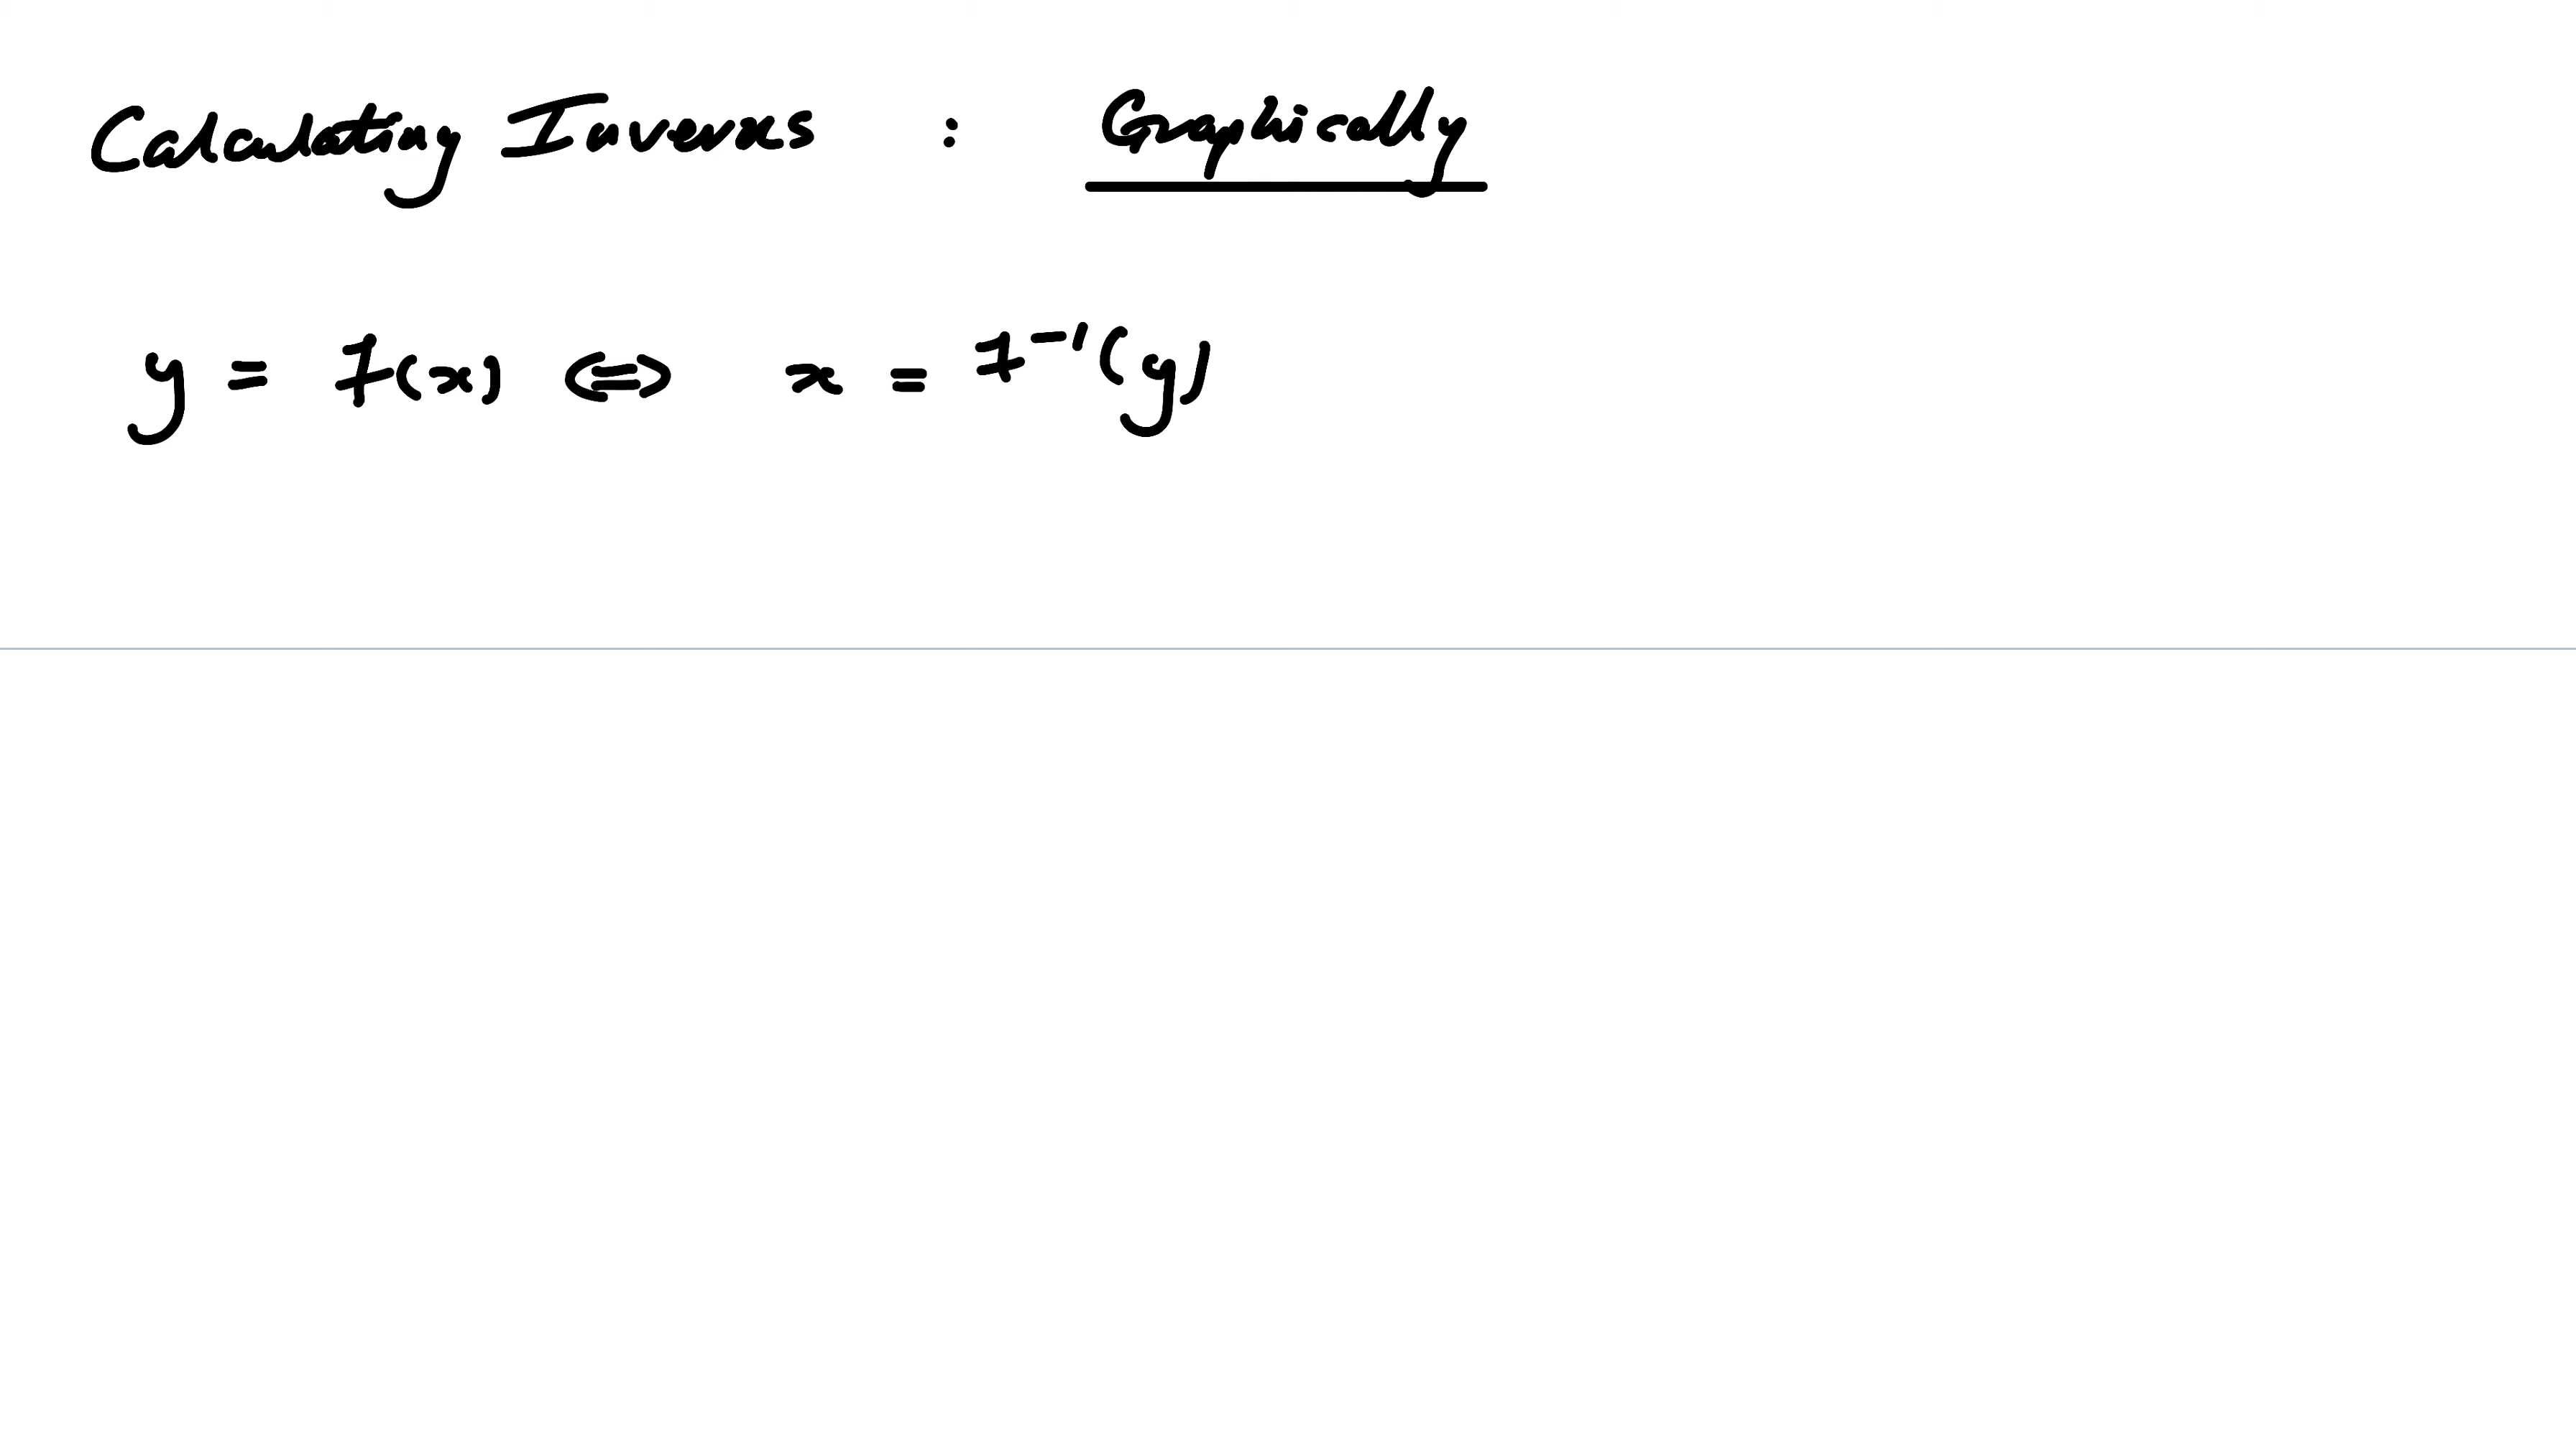 Calculating Inverses : Graphically
y = f(x) ⇔ x = f⁻¹(y)